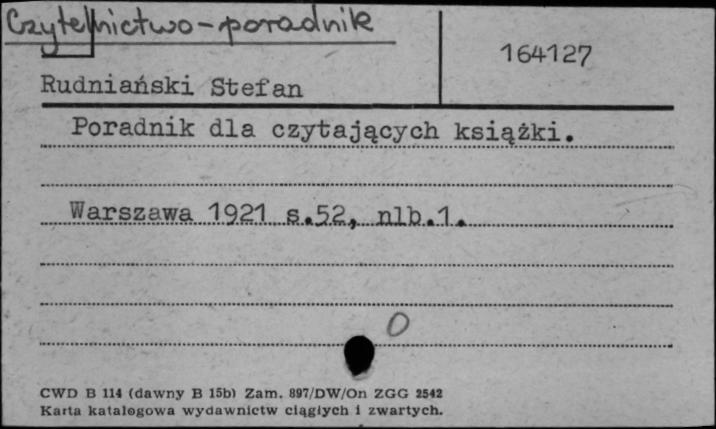 Czytelnictwo-poradnik
164127
Rudniański Stefan
Poradnik dla czytających książki.
Warszawa 1921 s.52, nlb.1.
0
CWD B 114 (dawny B 15b) Zam. 897/DW/On ZGG 2542
Karta katalogowa wydawnictw ciągłych i zwartych.